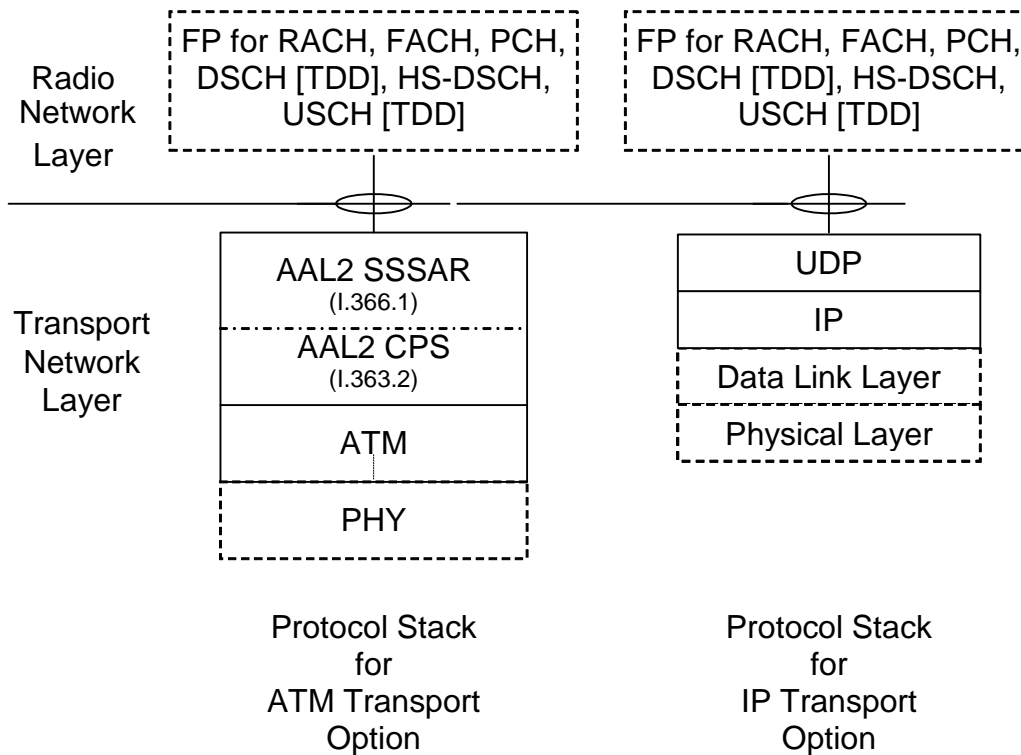 Radio
Network
Layer
FP for RACH, FACH, PCH,
DSCH [TDD], HS-DSCH,
USCH [TDD]
FP for RACH, FACH, PCH,
DSCH [TDD], HS-DSCH,
USCH [TDD]
Transport
Network
Layer
AAL2 SSSAR
(I.366.1)
AAL2 CPS
(I.363.2)
ATM
PHY
UDP
IP
Data Link Layer
Physical Layer
Protocol Stack
for
ATM Transport
Option
Protocol Stack
for
IP Transport
Option